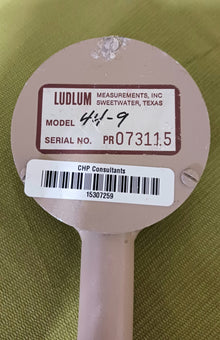 LUDLUM MEASUREMENTS, INC
SWEETWATER, TEXAS
MODEL 44-9
SERIAL NO. PR073115
CHP Consultants
15307259